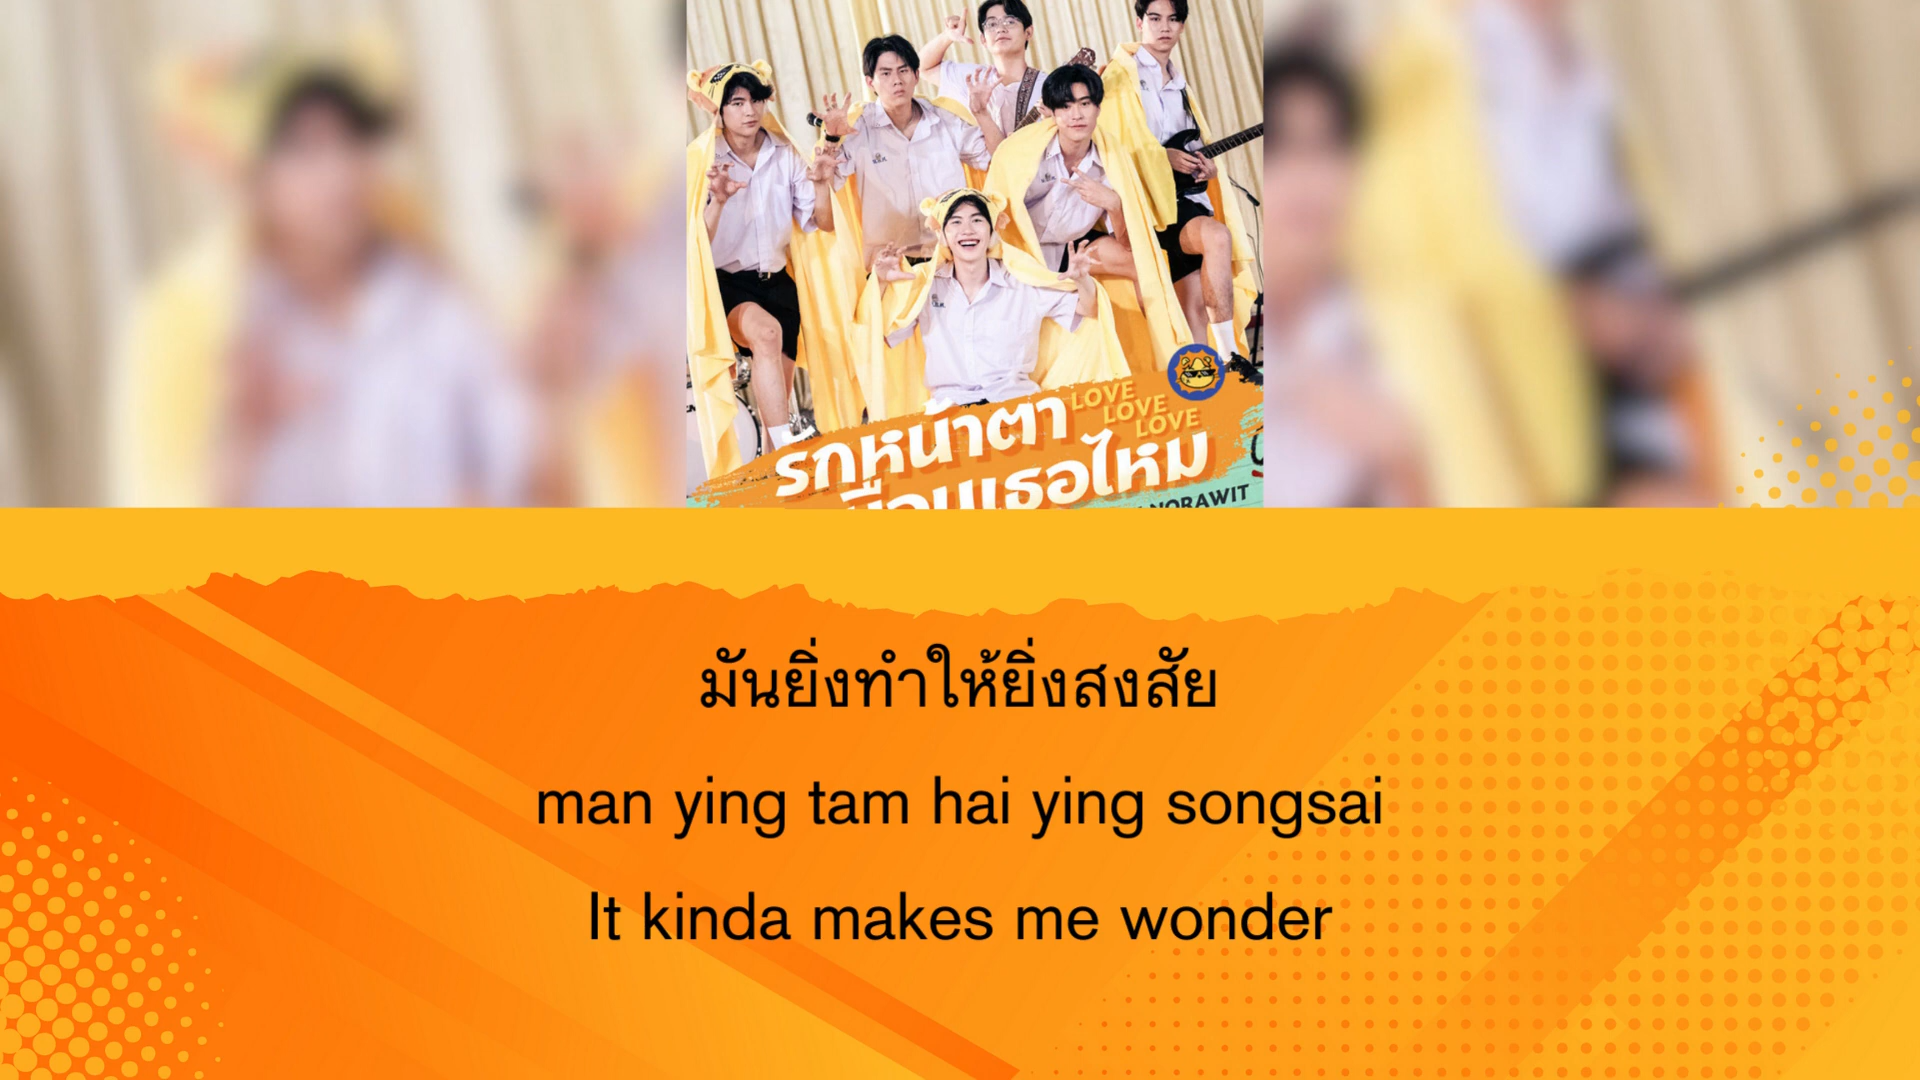 LOVE
LOVE
LOVE
รักหน้าตา
เธอไหม
NORAWIT
มันยิ่งทำให้ยิ่งสงสัย
man ying tam hai ying songsai
It kinda makes me wonder